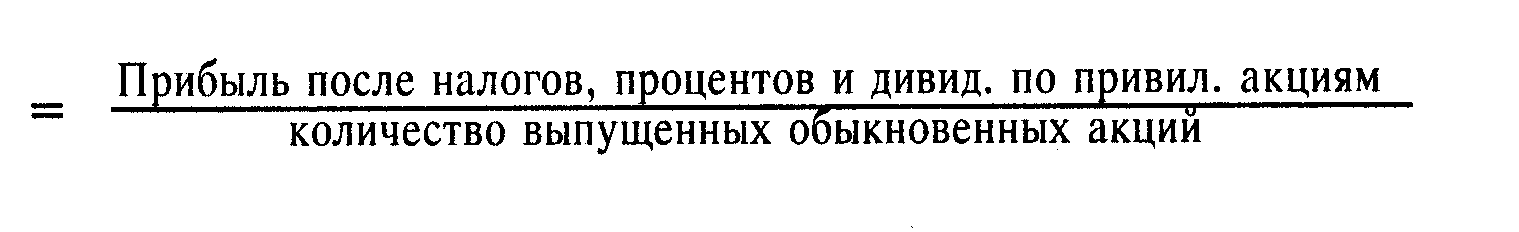 Прибыль после налогов, процентов и дивид. по привил. акциям
=
количество выпущенных обыкновенных акций